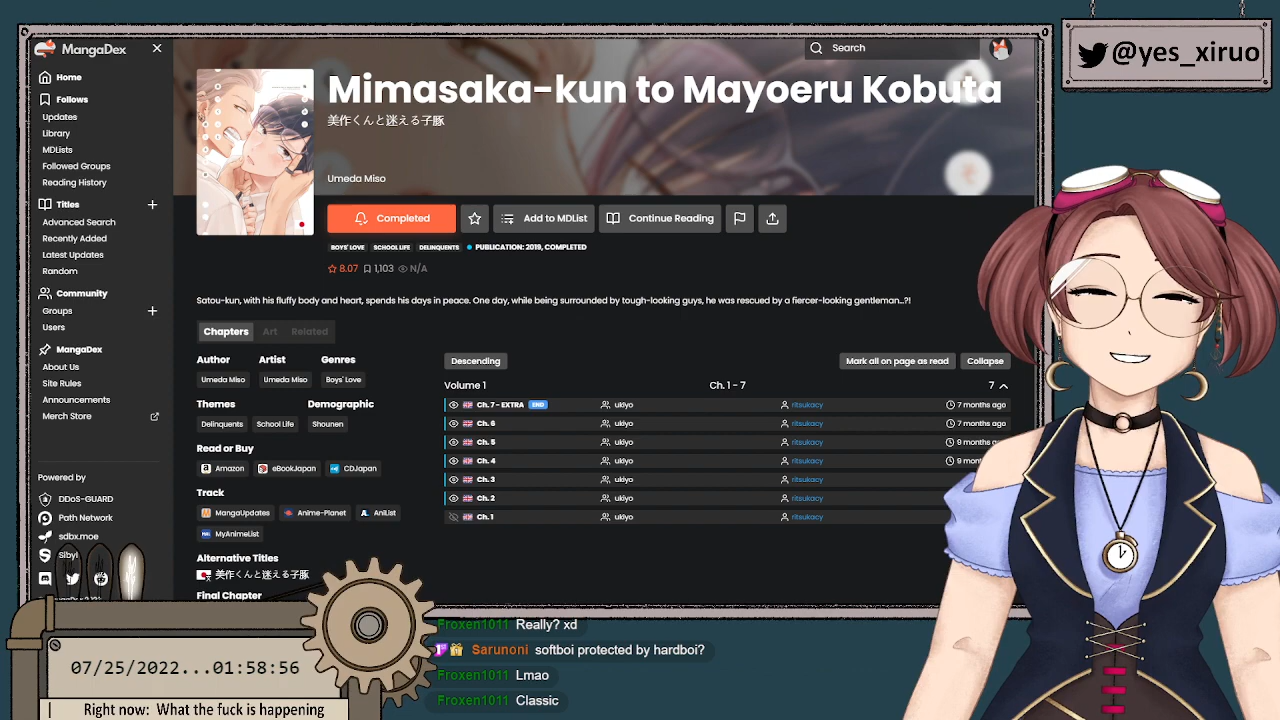 MangaDex
Search
@yes_xiruo
Home
Follows
Updates
Library
MDLists
Followed Groups
Reading History
Titles
Advanced Search
Recently Added
Latest Updates
Random
Community
Groups
Users
MangaDex
About Us
Site Rules
Announcements
Merch Store
Powered by
DDoS-GUARD
Path Network
sdbx.moe
Sibyl
Mimasaka-kun to Mayoeru Kobuta
美作くんと迷える子豚
Umeda Miso
Completed
Add to MDList
Continue Reading
BOYS' LOVE SCHOOL LIFE DELINQUENTS PUBLICATION: 2019, COMPLETED
8.07 1,103 N/A
Satou-kun, with his fluffy body and heart, spends his days in peace. One day, while being surrounded by tough-looking guys, he was rescued by a fiercer-looking gentleman..?!
Chapters Art Related
Author Artist Genres
Umeda Miso Umeda Miso Boys' Love
Themes Demographic
Delinquents School Life Shounen
Read or Buy
Amazon eBookJapan CDJapan
Track
MangaUpdates Anime-Planet AniList
MyAnimeList
Alternative Titles
美作くんと迷える子豚
Final Chapter
Descending Mark all on page as read Collapse
Volume 1 Ch. 1 - 7 7
Ch. 7 - EXTRA END ukiyo ritsukacy 7 months ago
Ch. 6 ukiyo ritsukacy 7 months ago
Ch. 5 ukiyo ritsukacy 9 months ago
Ch. 4 ukiyo ritsukacy 9 months
Ch. 3 ukiyo ritsukacy
Ch. 2 ukiyo ritsukacy
Ch. 1 ukiyo ritsukacy
07/25/2022...01:58:56
Right now: What the fuck is happening
Froxen1011 Really? xd
Sarunoni softboi protected by hardboi?
Froxen1011 Lmao
Froxen1011 Classic